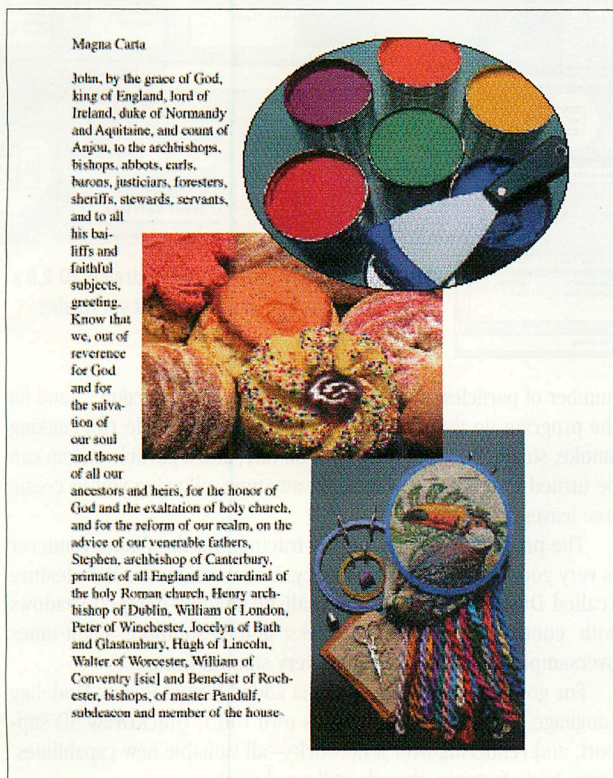 Magna Carta
John, by the grace of God,
king of England, lord of
Ireland, duke of Normandy
and Aquitaine, and count of
Anjou, to the archbishops,
bishops, abbots, earls,
barons, justiciars, foresters,
sheriffs, stewards, servants,
and to all
his bai-
liffs and
faithful
subjects,
greeting.
Know that
we, out of
reverence
for God
and for
the salva-
tion of
our soul
and those
of all our
ancestors and heirs, for the honor of
God and the exaltation of holy church,
and for the reform of our realm, on the
advice of our venerable fathers,
Stephen, archbishop of Canterbury,
primate of all England and cardinal of
the holy Roman church, Henry arch-
bishop of Dublin, William of London,
Peter of Winchester, Jocelyn of Bath
and Glastonbury, Hugh of Lincoln,
Walter of Worcester, William of
Conventry [sic] and Benedict of Roch-
ester, bishops, of master Pandulf,
subdeacon and member of the house-